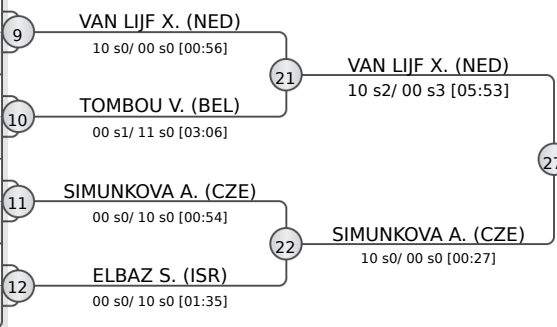 9
VAN LIJF X. (NED)
10 s0/ 00 s0 [00:56]
21
VAN LIJF X. (NED)
10 s2/ 00 s3 [05:53]
10
TOMBOU V. (BEL)
00 s1/ 11 s0 [03:06]
27
11
SIMUNKOVA A. (CZE)
00 s0/ 10 s0 [00:54]
22
SIMUNKOVA A. (CZE)
10 s0/ 00 s0 [00:27]
12
ELBAZ S. (ISR)
00 s0/ 10 s0 [01:35]